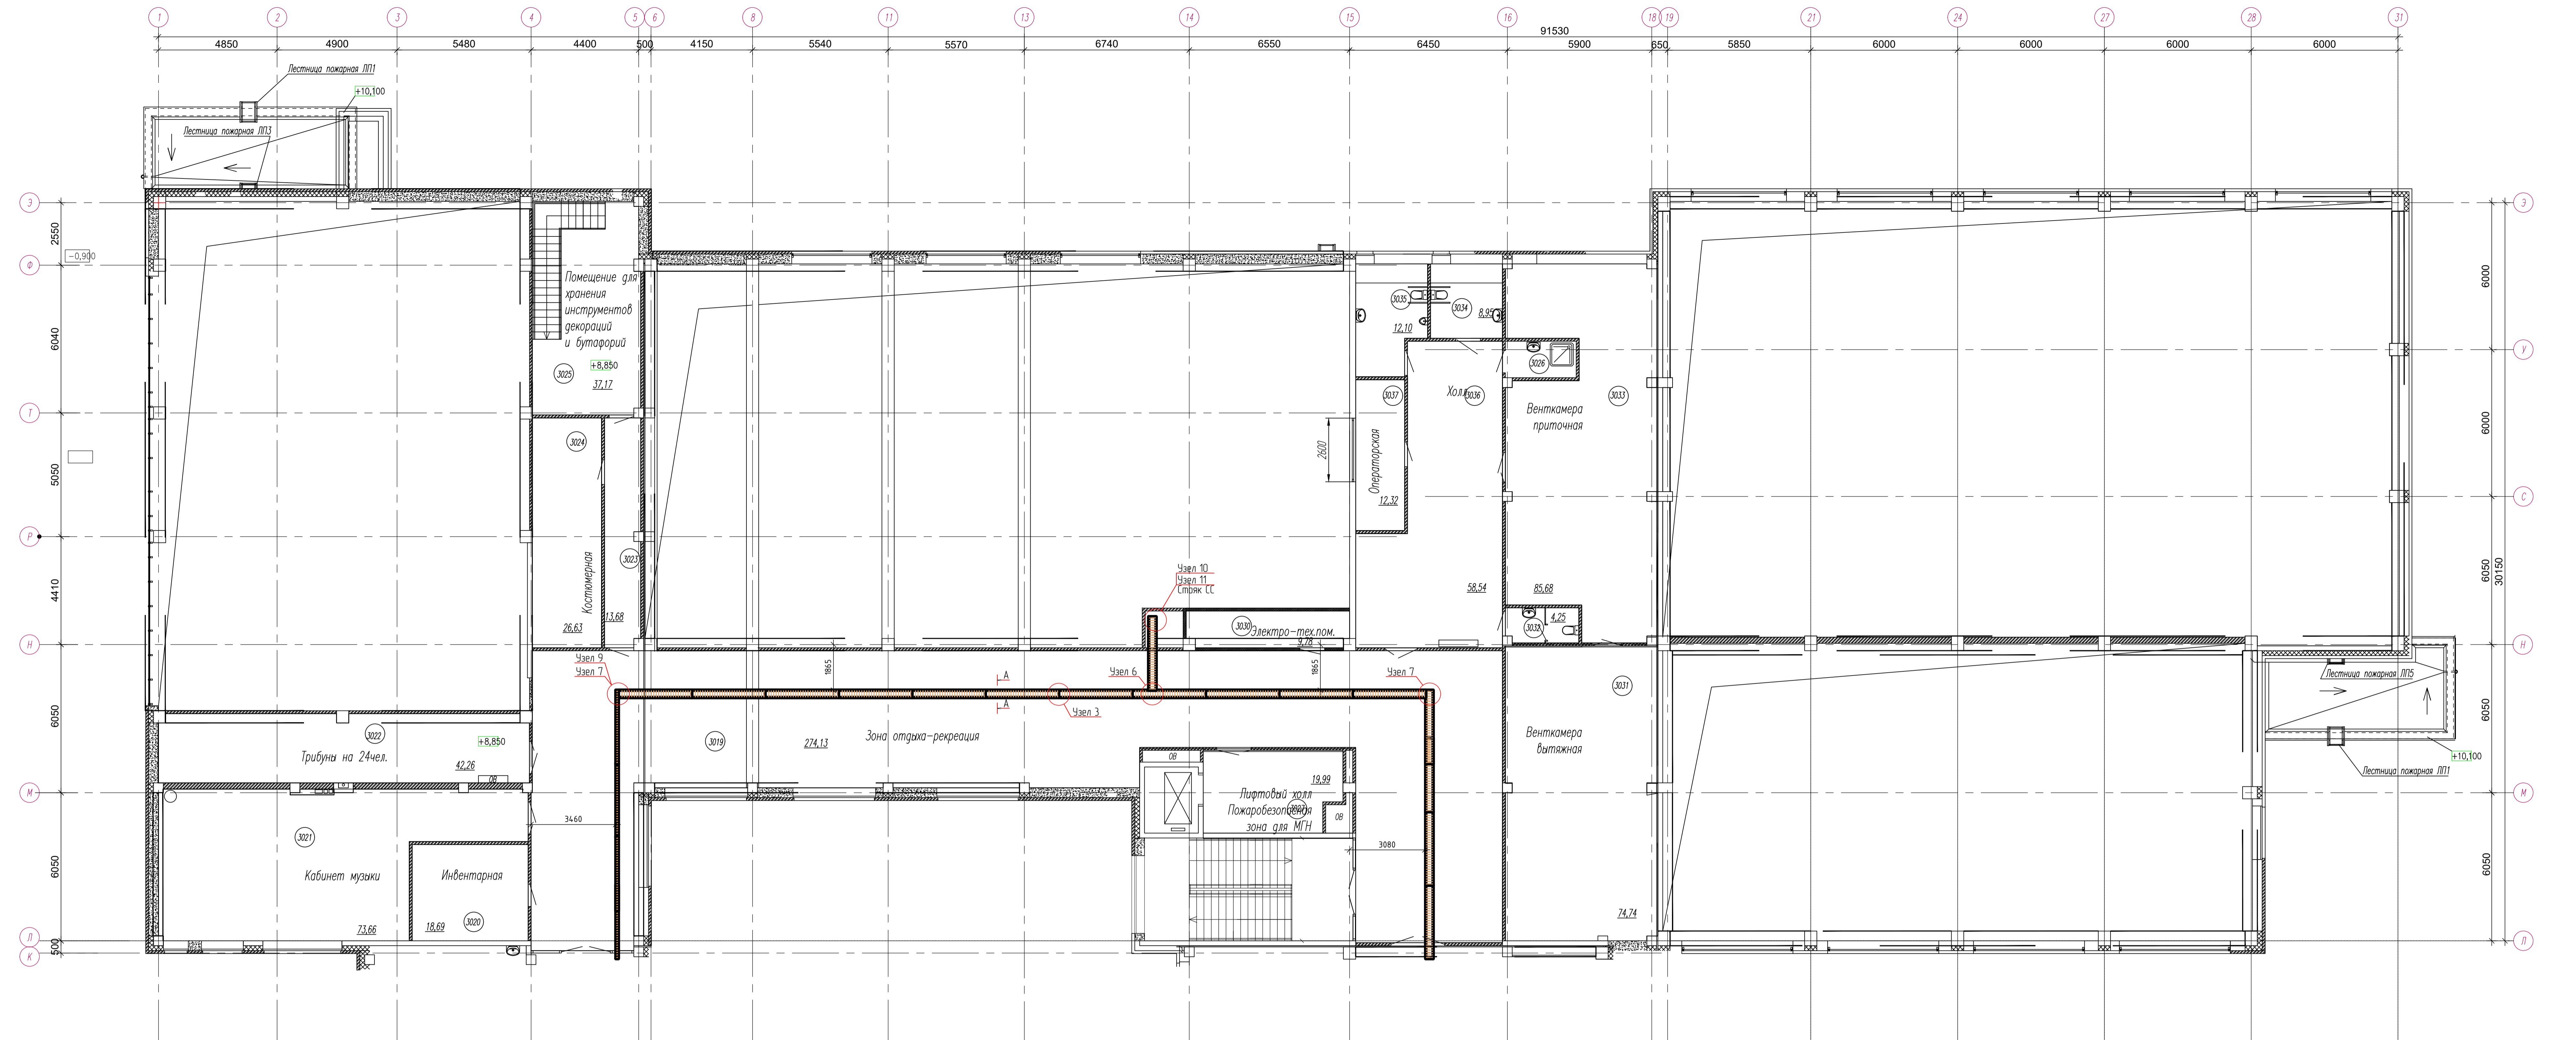 1 2 3 4 5 6 8 11 13 14 15 16 18 19 21 24 27 28 31
91530
4850 4900 5480 4400 500 4150 5540 5570 6740 6550 6450 5900 650 5850 6000 6000 6000 6000
Лестница пожарная ЛП1
+10,100
Лестница пожарная ЛП3
Э Э
2550
-0,900
Ф
6000
Помещение для
хранения
инструментов
декораций
и бутафорий
3035
3034
8,95
12,10
6040
У
3026
+8,850
3025
37,17
3037
Холл
3036
3033
Венткамера
приточная
Т
6000
3024
2600
Операторская
5050
12,32
С
Р
3023
Костюмерная
Узел 10
Узел 11
Стояк СС
4410
6050
30150
58,54
85,68
13,68
26,63
3030
Электро-тех.пом.
9,78
4,25
3032
Н Н
Узел 9
Узел 7
1865
А
А
Узел 6
1865
Узел 7
3031
Лестница пожарная ЛП5
Узел 3
6050
6050
3022
+8,850
Трибуны на 24чел.
42,26
ОВ
3019
Зона отдыха-рекреация
274,13
Венткамера
вытяжная
ОВ
+10,100
Лестница пожарная ЛП1
19,99
М М
Лифтовый холл
Пожаробезопасная
зона для МГН
ОВ
3460
3021
3080
6050
6050
Кабинет музыки
Инвентарная
3020
73,66
18,69
74,74
П Л
500
К